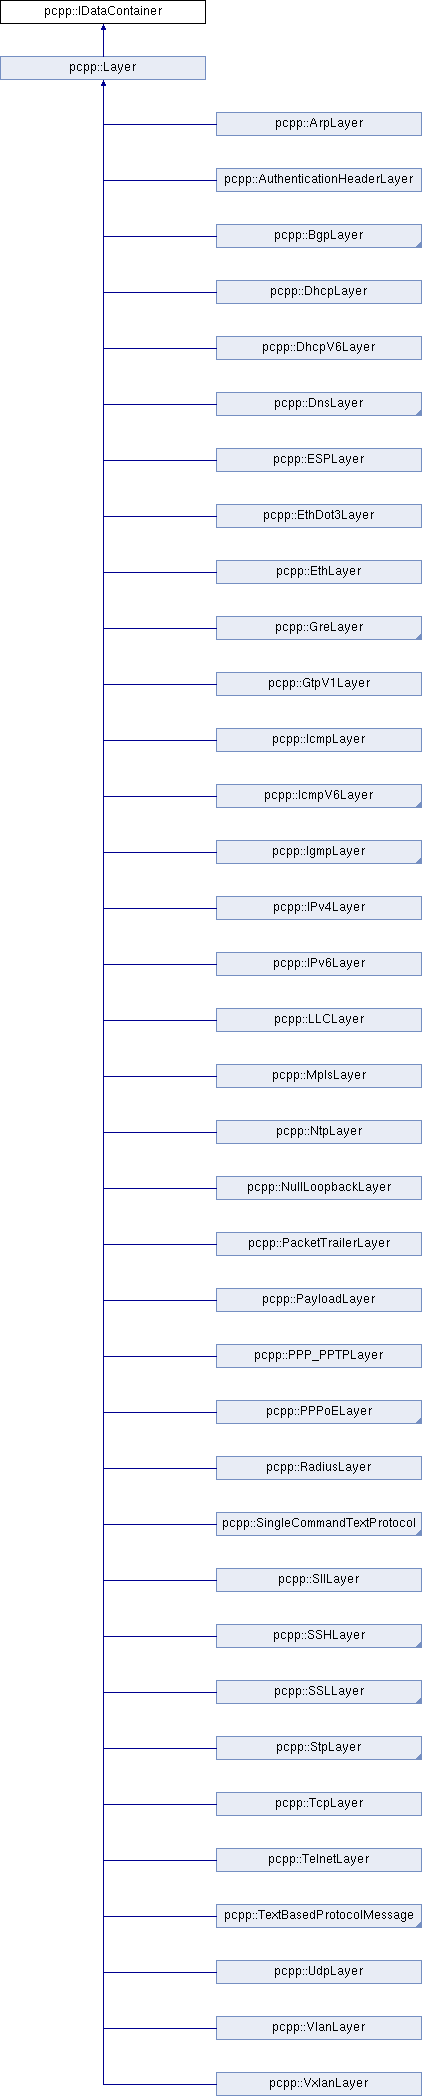 pcpp::IDataContainer
pcpp::Layer
pcpp::ArpLayer
pcpp::AuthenticationHeaderLayer
pcpp::BgpLayer
pcpp::DhcpLayer
pcpp::DhcpV6Layer
pcpp::DnsLayer
pcpp::ESPLayer
pcpp::EthDot3Layer
pcpp::EthLayer
pcpp::GreLayer
pcpp::GtpV1Layer
pcpp::IcmpLayer
pcpp::IcmpV6Layer
pcpp::IgmpLayer
pcpp::IPv4Layer
pcpp::IPv6Layer
pcpp::LLCLayer
pcpp::MplsLayer
pcpp::NtpLayer
pcpp::NullLoopbackLayer
pcpp::PacketTrailerLayer
pcpp::PayloadLayer
pcpp::PPP_PPTPLayer
pcpp::PPPoELayer
pcpp::RadiusLayer
pcpp::SingleCommandTextProtocol
pcpp::SllLayer
pcpp::SSHLayer
pcpp::SSLLayer
pcpp::StpLayer
pcpp::TcpLayer
pcpp::TelnetLayer
pcpp::TextBasedProtocolMessage
pcpp::UdpLayer
pcpp::VlanLayer
pcpp::VxlanLayer